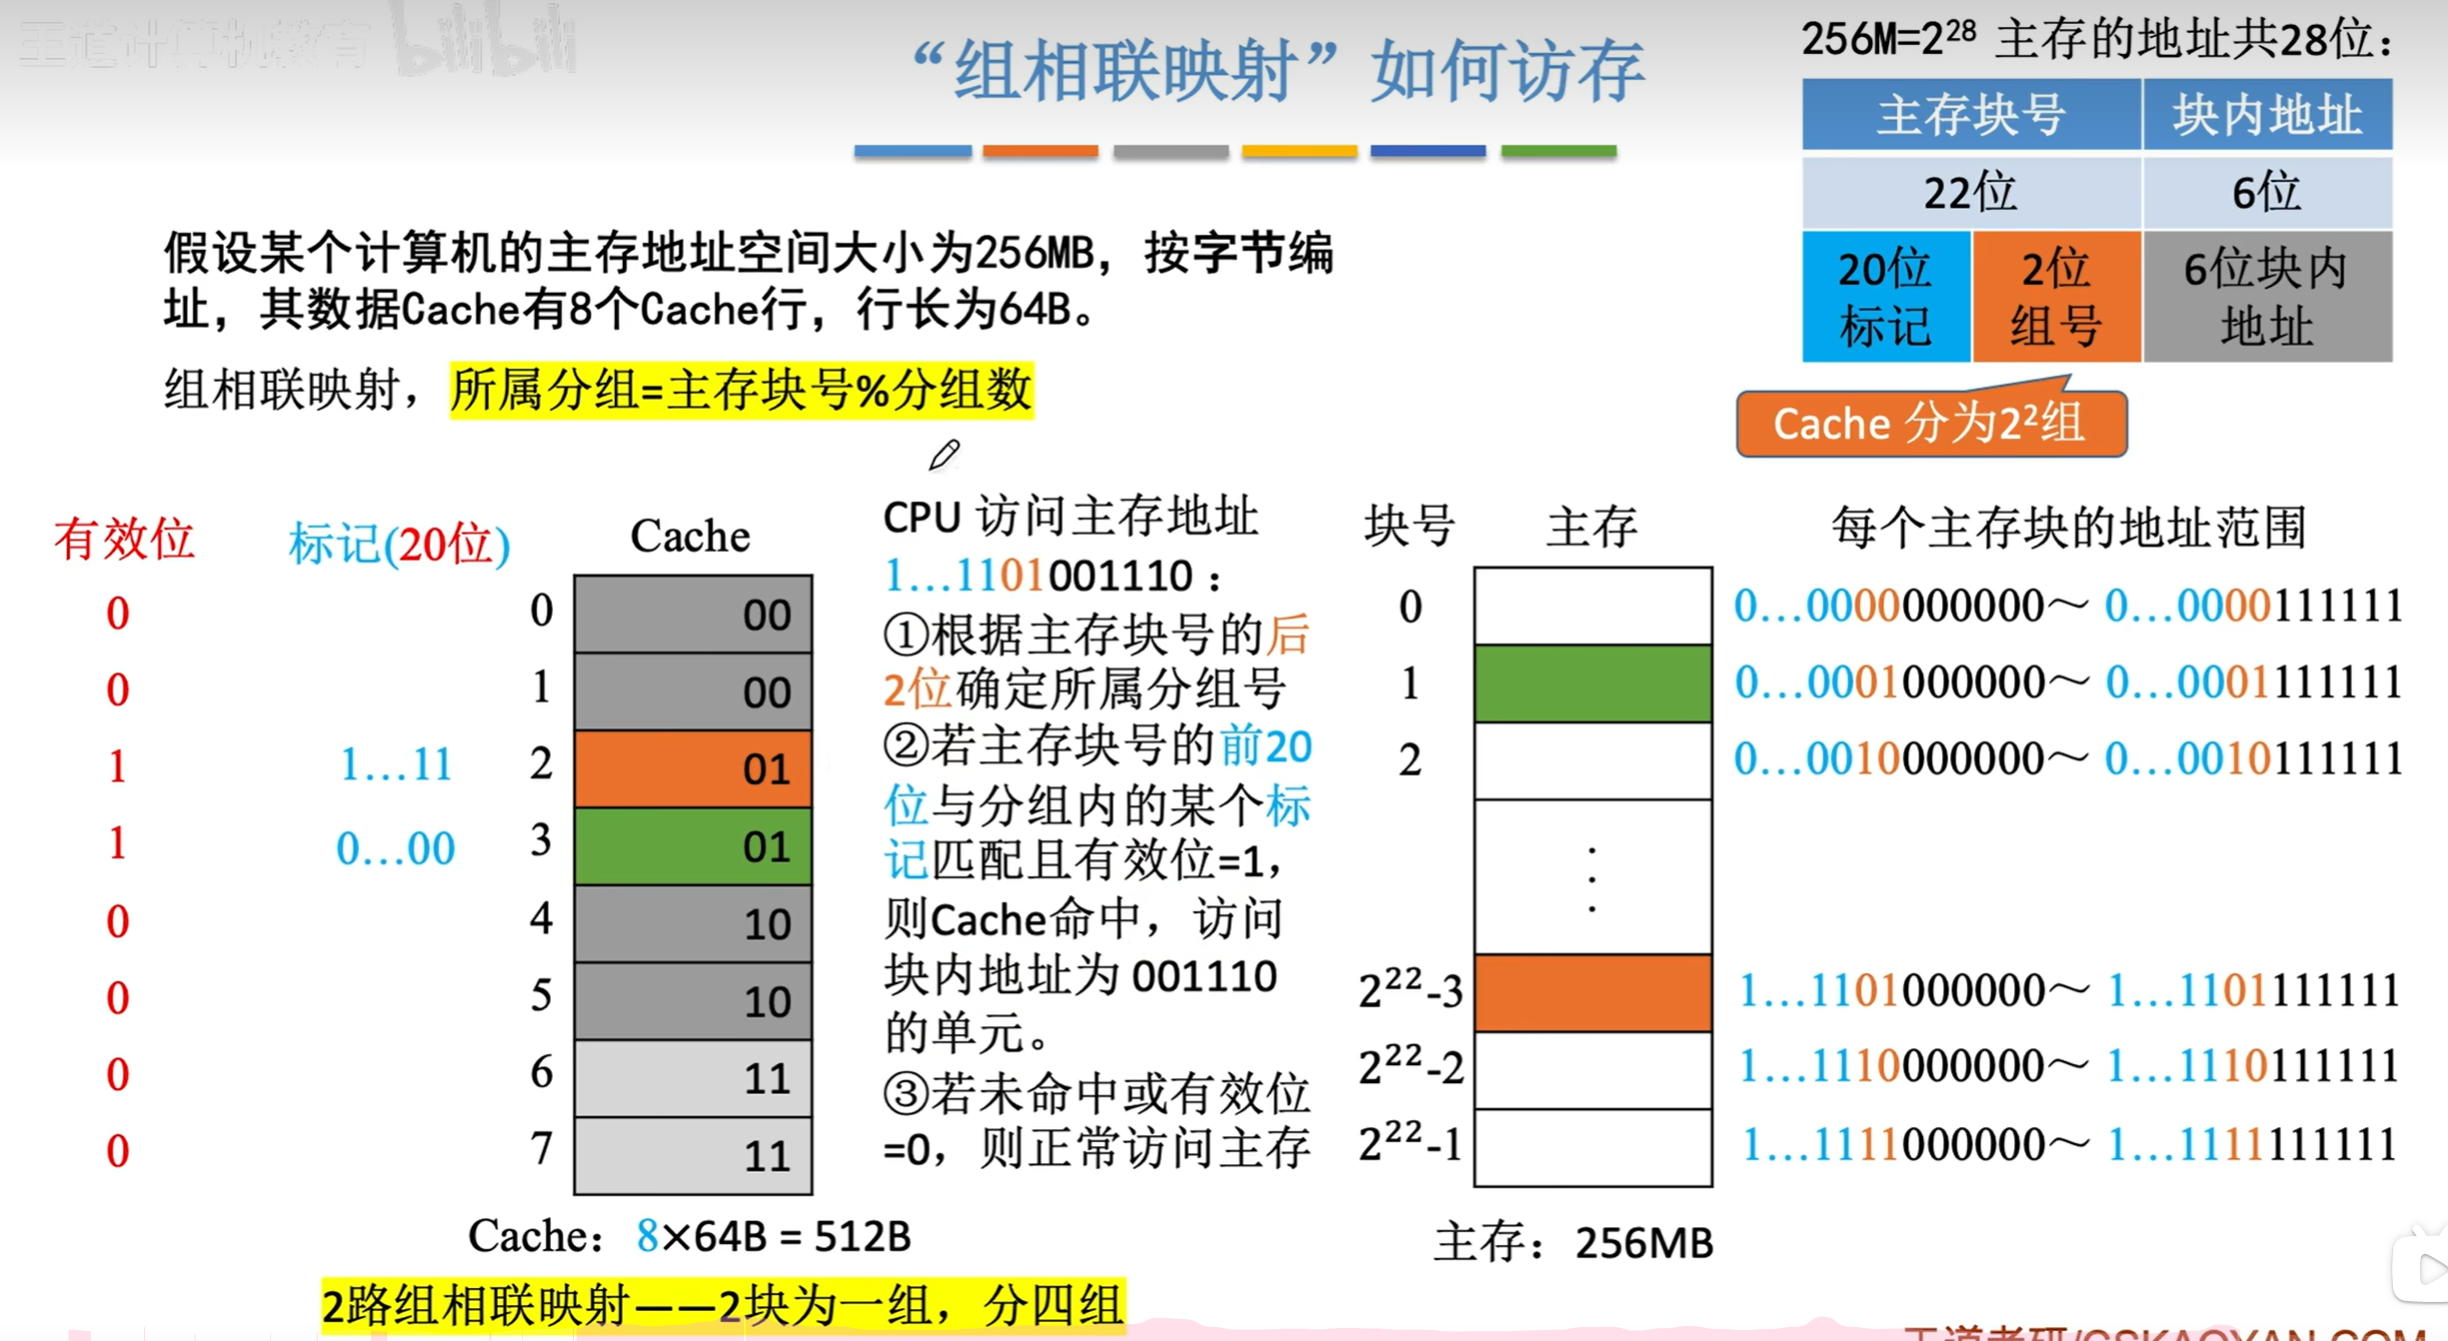 王道计算机教育 bilibili
“组相联映射”如何访存
256M=2²⁸ 主存的地址共28位：
主存块号 块内地址
22位 6位
20位标记 2位组号 6位块内地址
Cache 分为2²组
假设某个计算机的主存地址空间大小为256MB，按字节编
址，其数据Cache有8个Cache行，行长为64B。
组相联映射，所属分组=主存块号%分组数
有效位 标记(20位) Cache
0 0 00
0 1 00
1 1…11 2 01
1 0…00 3 01
0 4 10
0 5 10
0 6 11
0 7 11
Cache： 8×64B = 512B
2路组相联映射——2块为一组，分四组
CPU 访问主存地址
1…1101001110：
①根据主存块号的后
2位确定所属分组号
②若主存块号的前20
位与分组内的某个标
记匹配且有效位=1，
则Cache命中，访问
块内地址为 001110
的单元。
③若未命中或有效位
=0，则正常访问主存
块号 主存 每个主存块的地址范围
0 0…0000000000～ 0…0000111111
1 0…0001000000～ 0…0001111111
2 0…0010000000～ 0…0010111111
2²²-3 1…1101000000～ 1…1101111111
2²²-2 1…1110000000～ 1…1110111111
2²²-1 1…1111000000～ 1…1111111111
主存：256MB
王道考研/CSKAOYAN.COM